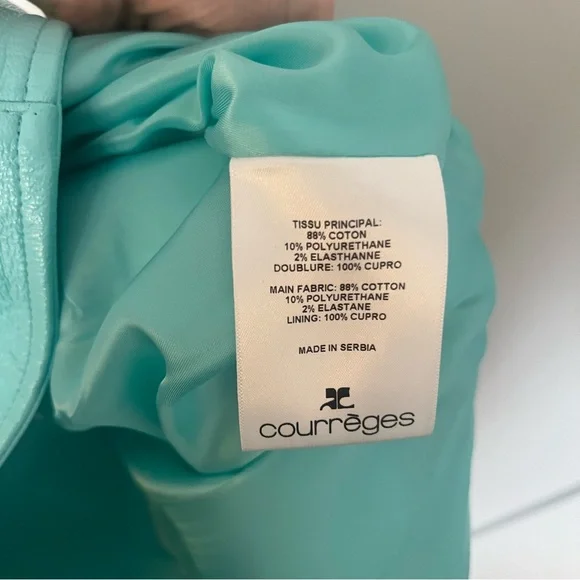 TISSU PRINCIPAL:
88% COTON
10% POLYURETHANE
2% ELASTHANNE
DOUBLURE: 100% CUPRO
MAIN FABRIC: 88% COTTON
10% POLYURETHANE
2% ELASTANE
LINING: 100% CUPRO
MADE IN SERBIA
courrèges